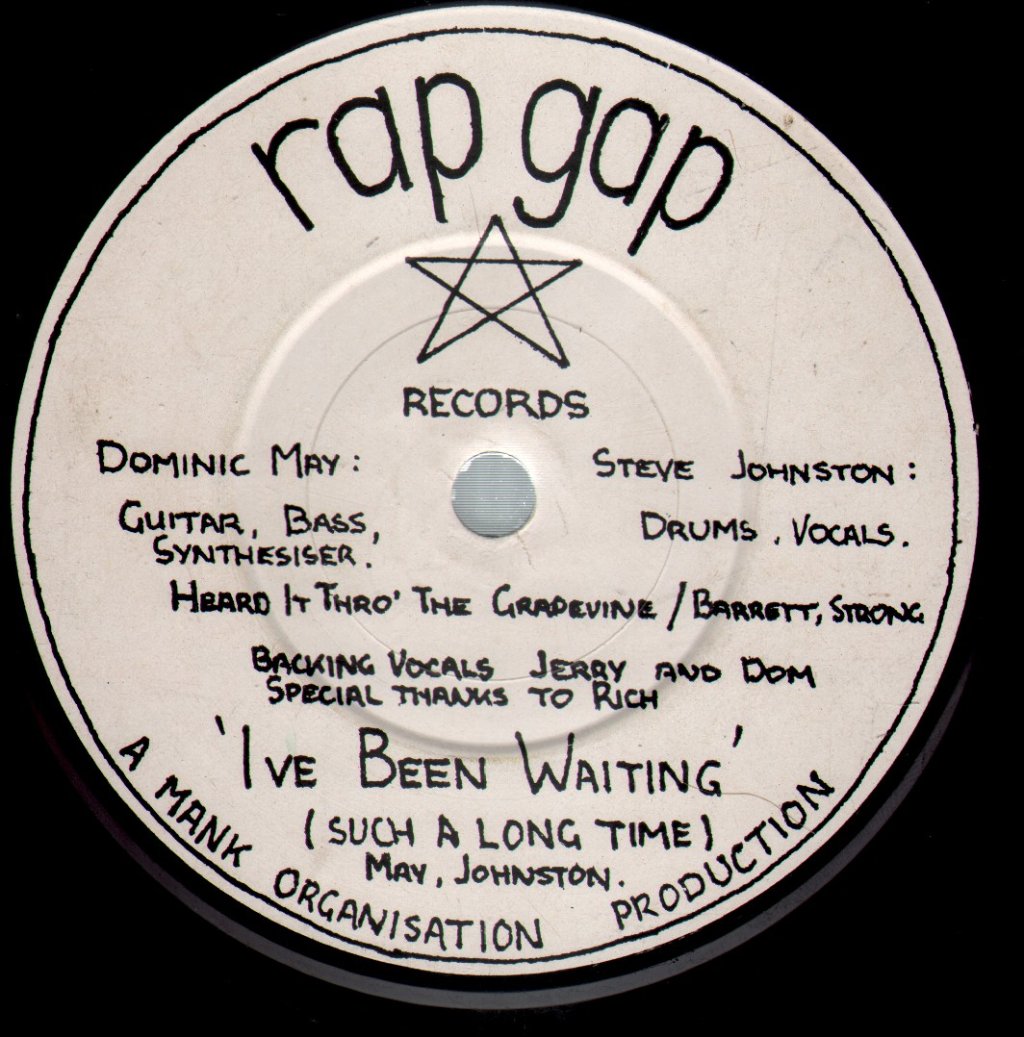 rap gap
RECORDS
DOMINIC MAY: STEVE JOHNSTON:
GUITAR, BASS, DRUMS, VOCALS.
SYNTHESISER.
HEARD IT THRO' THE GRAPEVINE / BARRETT, STRONG
BACKING VOCALS JERRY AND DOM
SPECIAL THANKS TO RICH
'IVE BEEN WAITING'
(SUCH A LONG TIME)
MAY, JOHNSTON.
A MANK ORGANISATION PRODUCTION